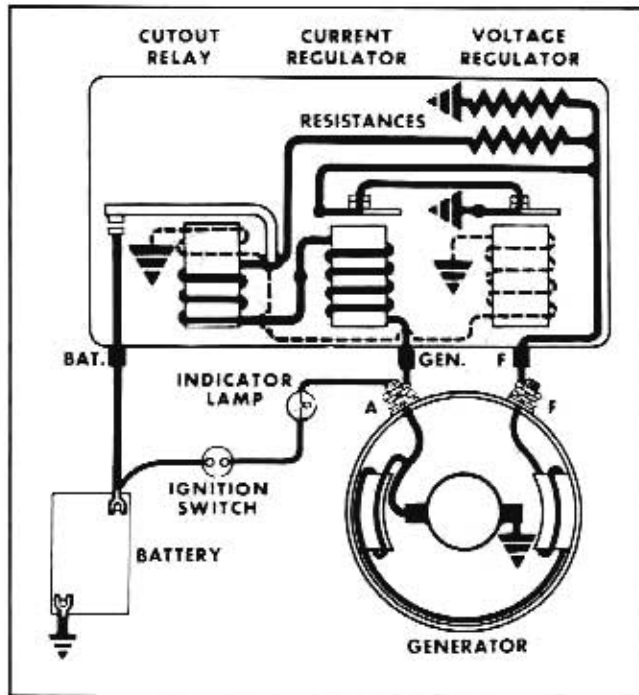 CUTOUT RELAY
CURRENT REGULATOR
VOLTAGE REGULATOR
RESISTANCES
BAT.
GEN.
F
INDICATOR LAMP
A
F
IGNITION SWITCH
BATTERY
GENERATOR